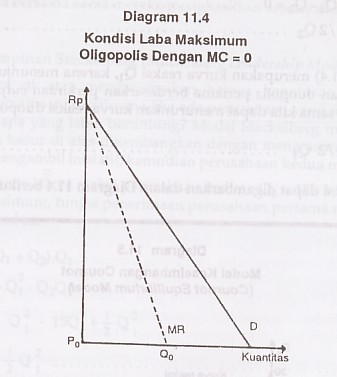 Diagram 11.4
Kondisi Laba Maksimum
Oligopolis Dengan MC = 0
Rp
MR
D
P0
Q0
Kuantitas